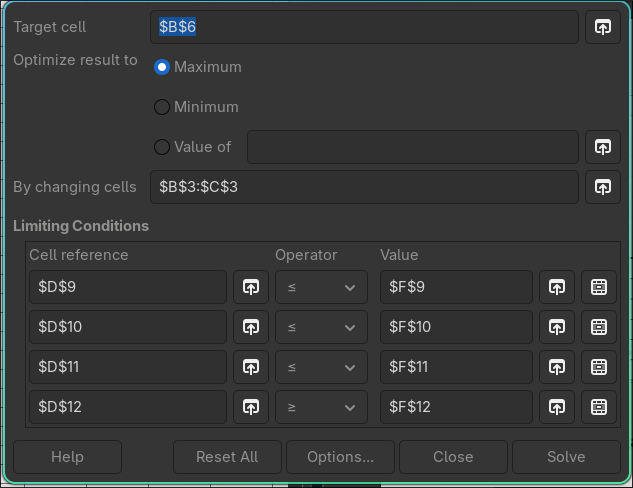 Target cell $B$6
Optimize result to Maximum
Minimum
Value of
By changing cells $B$3:$C$3
Limiting Conditions
Cell reference Operator Value
$D$9 ≤ $F$9
$D$10 ≤ $F$10
$D$11 ≤ $F$11
$D$12 ≥ $F$12
Help Reset All Options... Close Solve